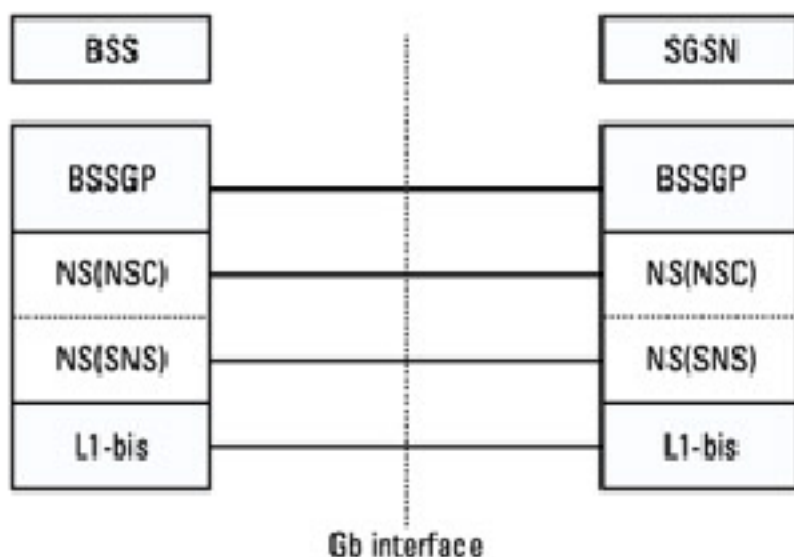 BSS
SGSN
BSSGP
BSSGP
NS(NSC)
NS(NSC)
NS(SNS)
NS(SNS)
L1-bis
L1-bis
Gb interface